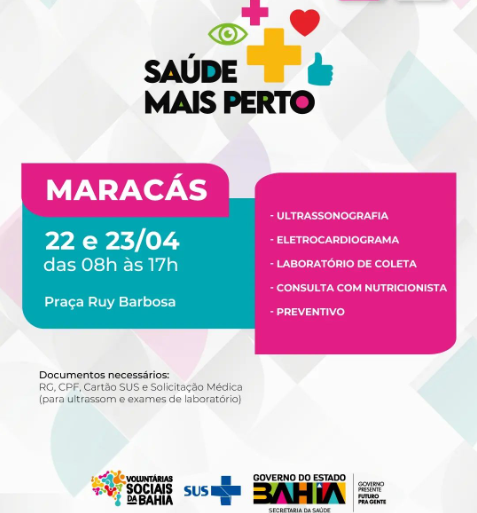 SAÚDE
MAIS PERTO
MARACÁS
22 e 23/04
das 08h às 17h
Praça Ruy Barbosa
- ULTRASSONOGRAFIA
- ELETROCARDIOGRAMA
- LABORATÓRIO DE COLETA
- CONSULTA COM NUTRICIONISTA
- PREVENTIVO
Documentos necessários:
RG, CPF, Cartão SUS e Solicitação Médica
(para ultrassom e exames de laboratório)
VOLUNTÁRIAS
SOCIAIS
DA BAHIA
SUS
GOVERNO DO ESTADO
BAHIA
SECRETARIA DA SAÚDE
GOVERNO
PRESENTE
FUTURO
PRA GENTE